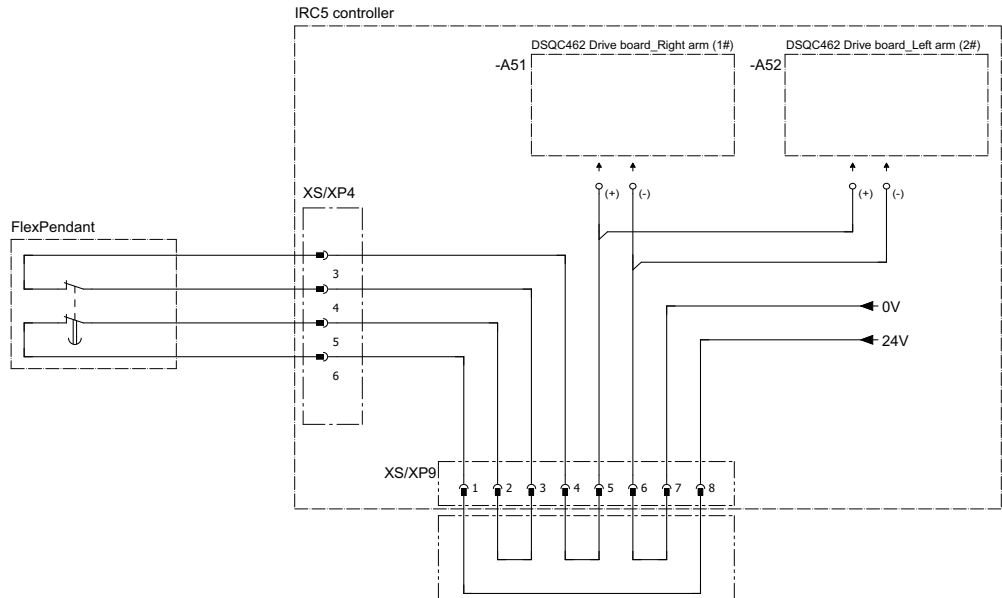 IRC5 controller
DSQC462 Drive board_Right arm (1#)
DSQC462 Drive board_Left arm (2#)
-A51
-A52
(+)
(-)
(+)
(-)
XS/XP4
FlexPendant
3
4
5
6
0V
24V
XS/XP9
1 2 3 4 5 6 7 8